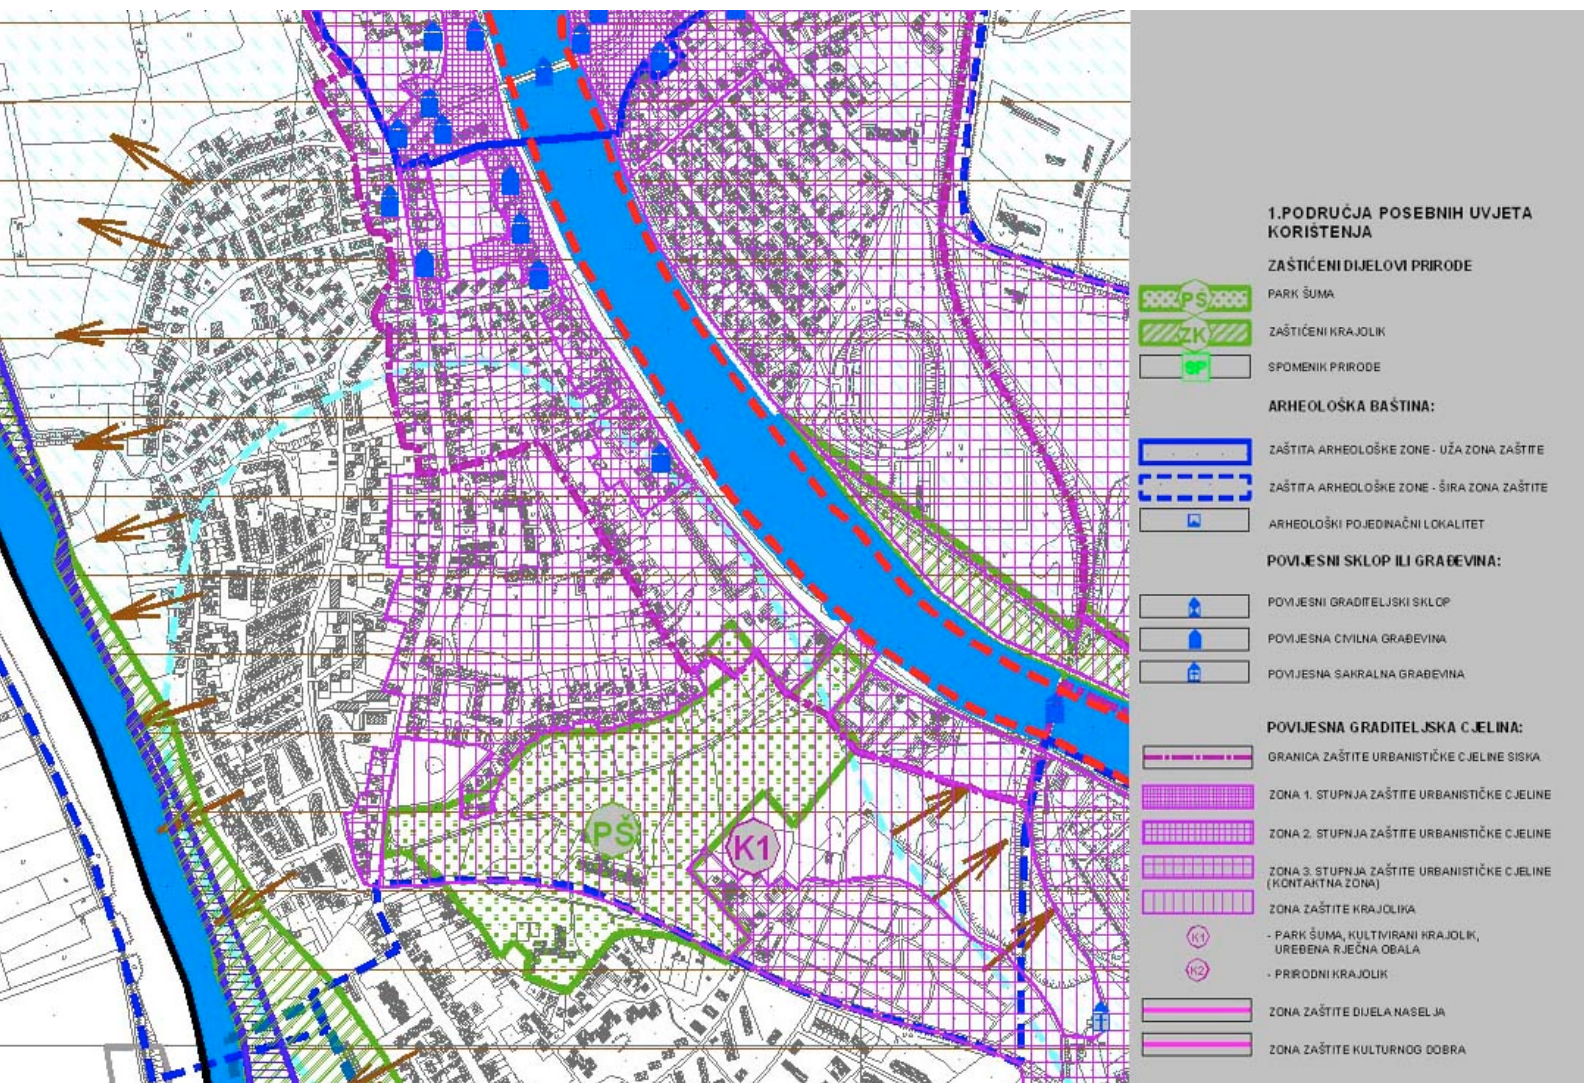 PŠ
K1
1.PODRUČJA POSEBNIH UVJETA
KORIŠTENJA
ZAŠTIĆENI DIJELOVI PRIRODE
PŠ
PARK ŠUMA
ZK
ZAŠTIĆENI KRAJOLIK
SP
SPOMENIK PRIRODE
ARHEOLOŠKA BAŠTINA:
ZAŠTITA ARHEOLOŠKE ZONE - UŽA ZONA ZAŠTITE
ZAŠTITA ARHEOLOŠKE ZONE - ŠIRA ZONA ZAŠTITE
ARHEOLOŠKI POJEDINAČNI LOKALITET
POVIJESNI SKLOP ILI GRAĐEVINA:
POVIJESNI GRADITELJSKI SKLOP
POVIJESNA CIVILNA GRAĐEVINA
POVIJESNA SAKRALNA GRAĐEVINA
POVIJESNA GRADITELJSKA CJELINA:
GRANICA ZAŠTITE URBANISTIČKE CJELINE SISKA
ZONA 1. STUPNJA ZAŠTITE URBANISTIČKE CJELINE
ZONA 2. STUPNJA ZAŠTITE URBANISTIČKE CJELINE
ZONA 3. STUPNJA ZAŠTITE URBANISTIČKE CJELINE
(KONTAKTNA ZONA)
ZONA ZAŠTITE KRAJOLIKA
K1 - PARK ŠUMA, KULTIVIRANI KRAJOLIK,
UREĐENA RJEČNA OBALA
K2 - PRIRODNI KRAJOLIK
ZONA ZAŠTITE DIJELA NASELJA
ZONA ZAŠTITE KULTURNOG DOBRA